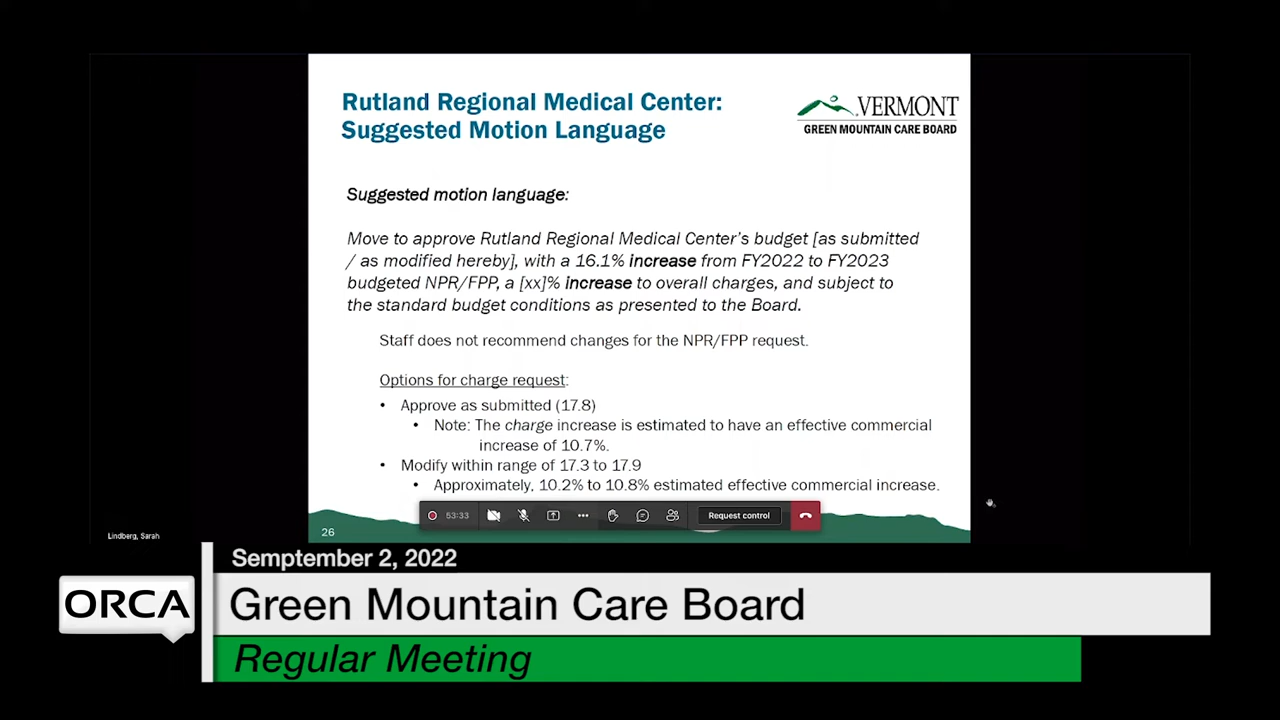 Rutland Regional Medical Center:
Suggested Motion Language
VERMONT
GREEN MOUNTAIN CARE BOARD
Suggested motion language:
Move to approve Rutland Regional Medical Center's budget [as submitted
/ as modified hereby], with a 16.1% increase from FY2022 to FY2023
budgeted NPR/FPP, a [xx]% increase to overall charges, and subject to
the standard budget conditions as presented to the Board.
Staff does not recommend changes for the NPR/FPP request.
Options for charge request:
• Approve as submitted (17.8)
• Note: The charge increase is estimated to have an effective commercial
increase of 10.7%.
• Modify within range of 17.3 to 17.9
• Approximately, 10.2% to 10.8% estimated effective commercial increase.
53:33
Request control
26
Lindberg, Sarah
Semptember 2, 2022
ORCA
Green Mountain Care Board
Regular Meeting